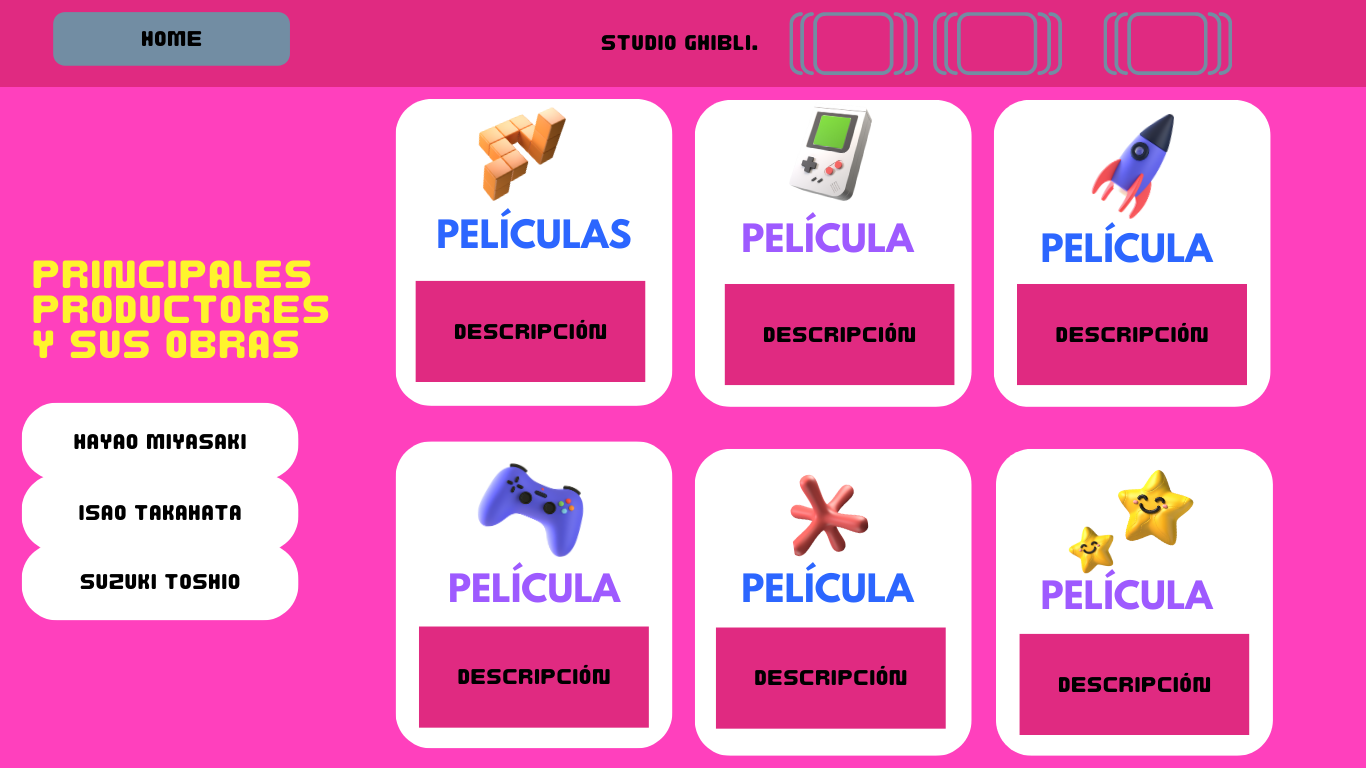 HOME
STUDIO GHIBLI.
PRINCIPALES
PRODUCTORES
Y SUS OBRAS
HAYAO MIYASAKI
ISAO TAKAHATA
SUZUKI TOSHIO
PELÍCULAS
DESCRIPCIÓN
PELÍCULA
DESCRIPCIÓN
PELÍCULA
DESCRIPCIÓN
PELÍCULA
DESCRIPCIÓN
PELÍCULA
DESCRIPCIÓN
PELÍCULA
DESCRIPCIÓN